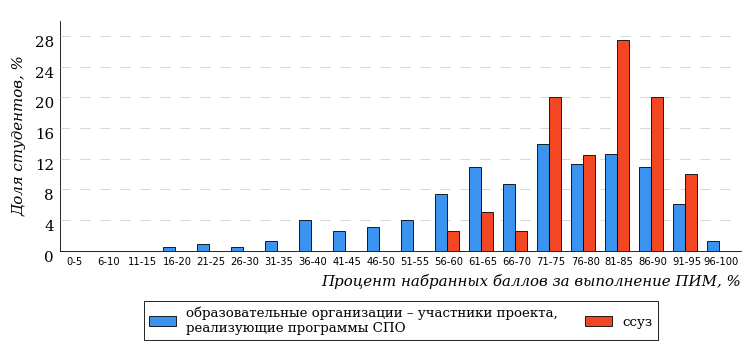 Доля студентов, %
28
24
20
16
12
8
4
0
0-5 6-10 11-15 16-20 21-25 26-30 31-35 36-40 41-45 46-50 51-55 56-60 61-65 66-70 71-75 76-80 81-85 86-90 91-95 96-100
Процент набранных баллов за выполнение ПИМ, %
образовательные организации – участники проекта,
реализующие программы СПО
ссуз